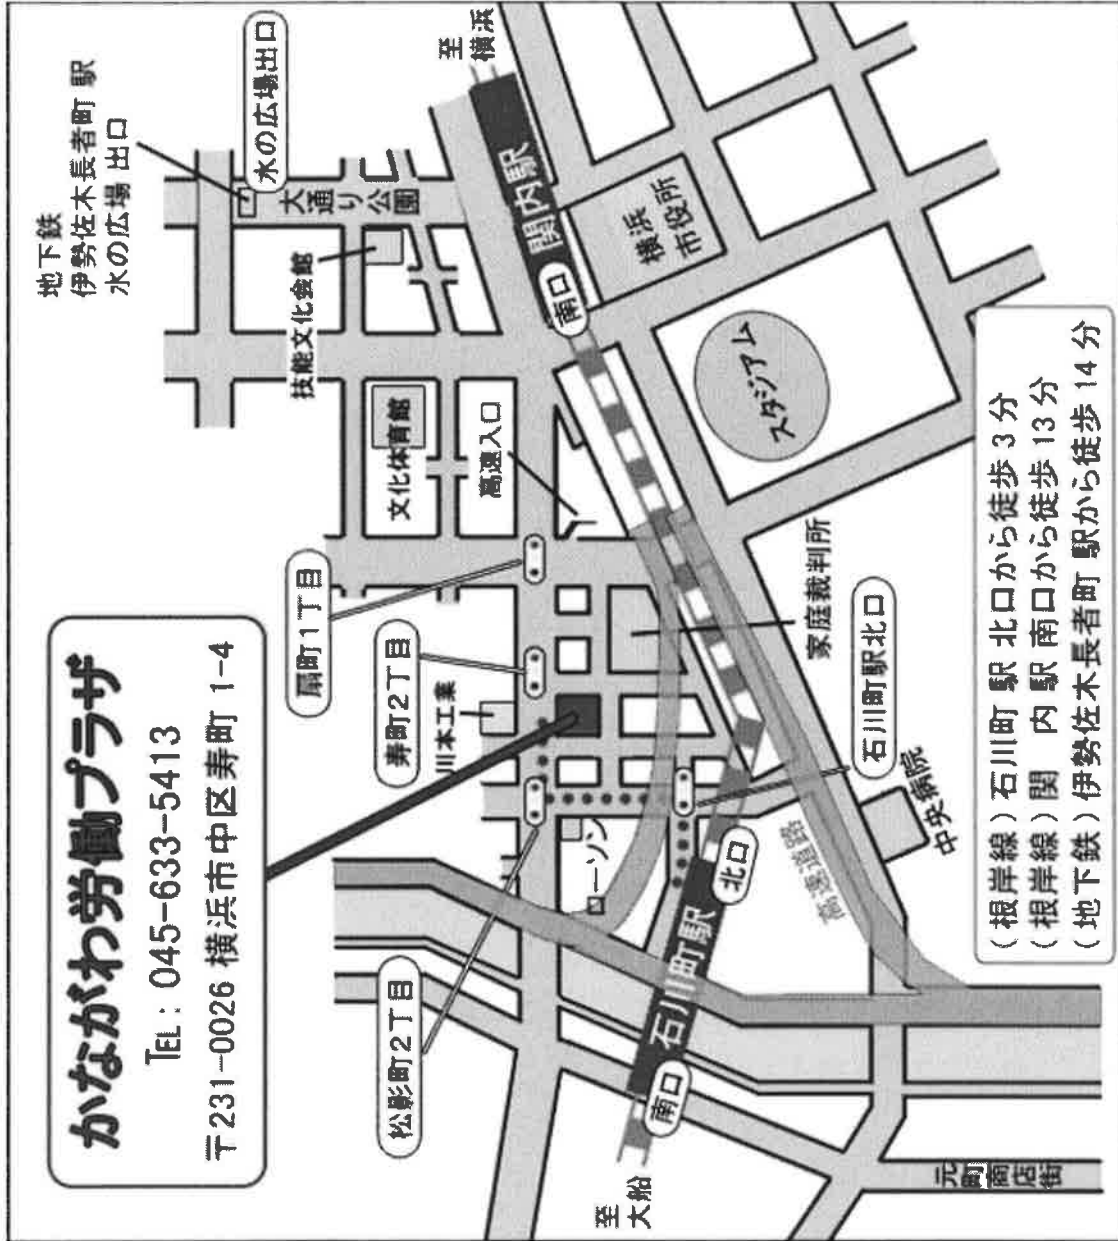 かながわ労働プラザ
TEL: 045-633-5413
〒231-0026 横浜市中区寿町 1-4
地下鉄
伊勢佐木長者町 駅
水の広場 出口
水の広場出口
至
横浜
大通り公園
技能文化会館
関内駅
南口
横浜
市役所
文化体育館
高速入口
スタジアム
扇町1丁目
寿町2丁目
川本工業
松影町2丁目
ローソン
家庭裁判所
石川町駅北口
北口
石川町駅
南口
高速道路
中央病院
至
大船
元町商店街
(根岸線) 石川町 駅 北口から徒歩 3 分
(根岸線) 関 内 駅 南口から徒歩 13 分
(地下鉄) 伊勢佐木長者町 駅から徒歩 14 分